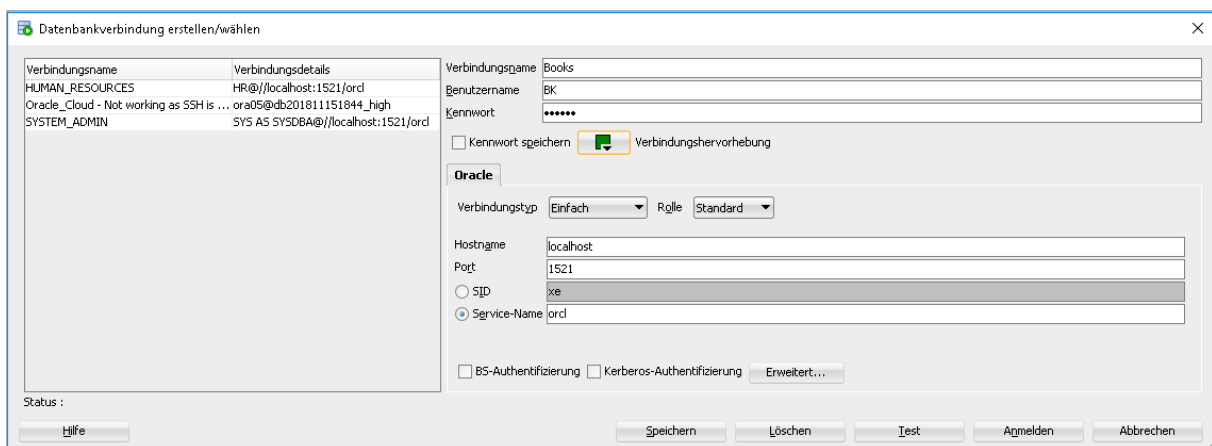 Datenbankverbindung erstellen/wählen
Verbindungsname Verbindungsdetails
HUMAN_RESOURCES HR@//localhost:1521/orcl
Oracle_Cloud - Not working as SSH is ... ora05@db201811151844_high
SYSTEM_ADMIN SYS AS SYSDBA@//localhost:1521/orcl
Verbindungsname Books
Benutzername BK
Kennwort ••••••
Kennwort speichern Verbindungshervorhebung
Oracle
Verbindungstyp Einfach Rolle Standard
Hostname localhost
Port 1521
SID xe
Service-Name orcl
BS-Authentifizierung Kerberos-Authentifizierung Erweitert...
Status :
Hilfe Speichern Löschen Test Anmelden Abbrechen